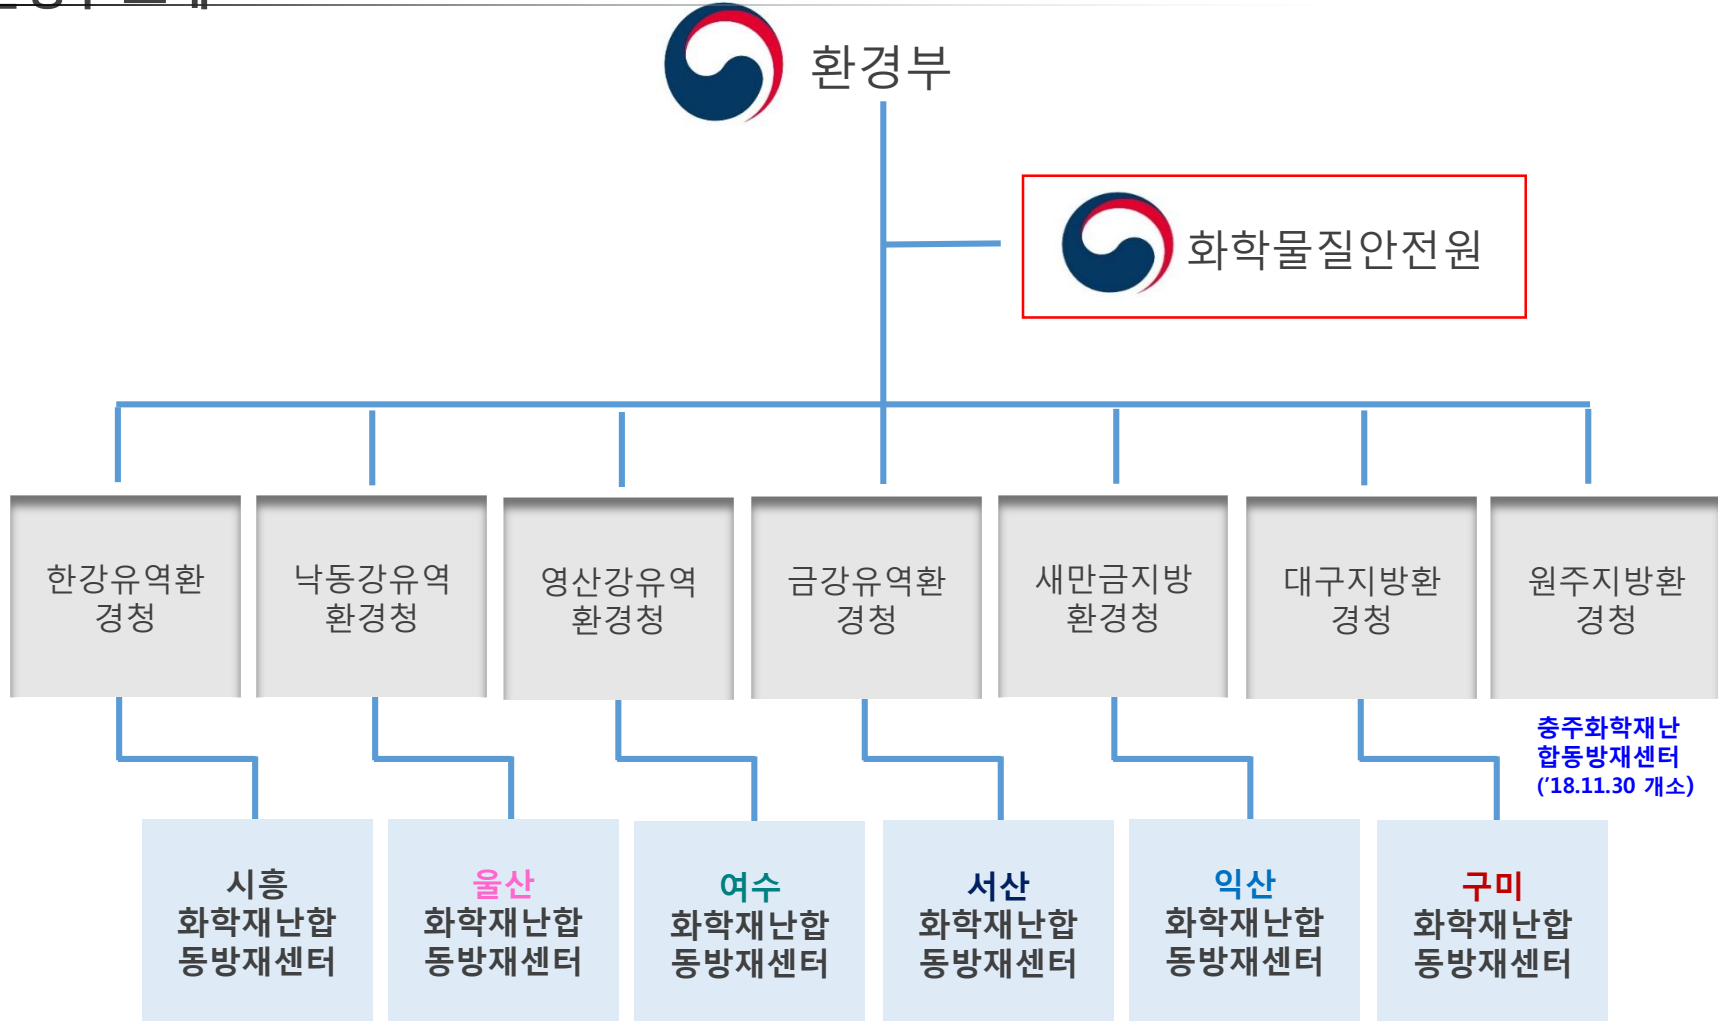 환경부
화학물질안전원
한강유역환
경청
낙동강유역
환경청
영산강유역
환경청
금강유역환
경청
새만금지방
환경청
대구지방환
경청
원주지방환
경청
충주화학재난
합동방재센터
('18.11.30 개소)
시흥
화학재난합
동방재센터
울산
화학재난합
동방재센터
여수
화학재난합
동방재센터
서산
화학재난합
동방재센터
익산
화학재난합
동방재센터
구미
화학재난합
동방재센터